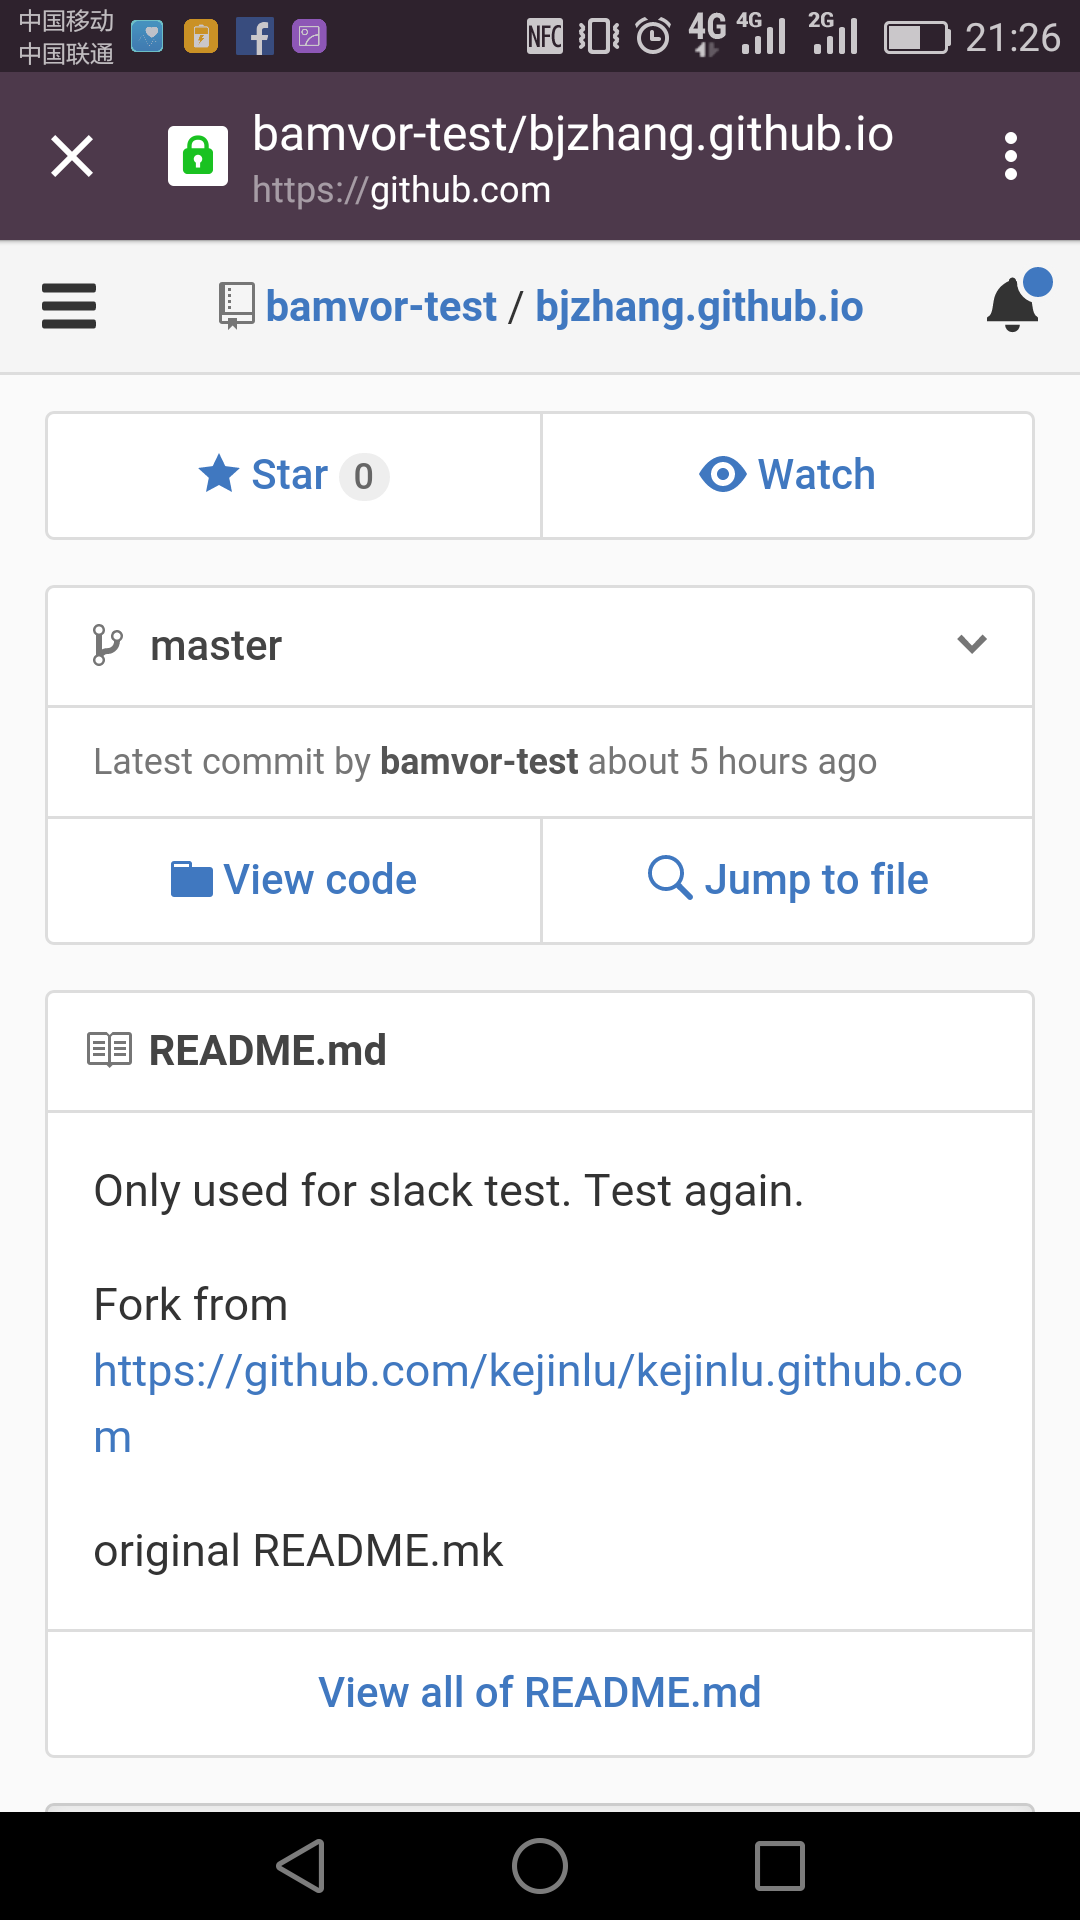 中国移动
中国联通
NFC 4G 4G 2G 21:26
bamvor-test/bjzhang.github.io
https://github.com
bamvor-test / bjzhang.github.io
Star 0 Watch
master
Latest commit by bamvor-test about 5 hours ago
View code Jump to file
README.md
Only used for slack test. Test again.
Fork from
https://github.com/kejinlu/kejinlu.github.co
m
original README.mk
View all of README.md